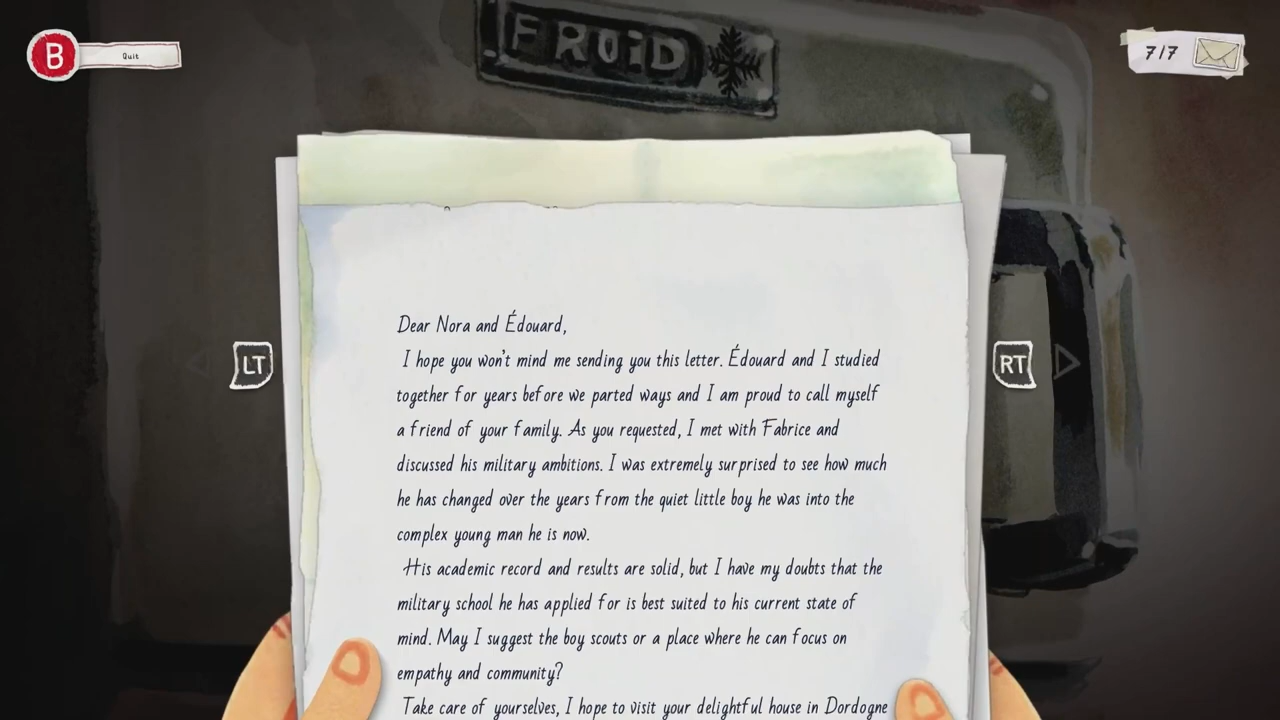 B
Quit
FROID
7/7
Dear Nora and Édouard,
I hope you won't mind me sending you this letter. Édouard and I studied
together for years before we parted ways and I am proud to call myself
a friend of your family. As you requested, I met with Fabrice and
discussed his military ambitions. I was extremely surprised to see how much
he has changed over the years from the quiet little boy he was into the
complex young man he is now.
His academic record and results are solid, but I have my doubts that the
military school he has applied for is best suited to his current state of
mind. May I suggest the boy scouts or a place where he can focus on
empathy and community?
Take care of yourselves, I hope to visit your delightful house in Dordogne
LT
RT